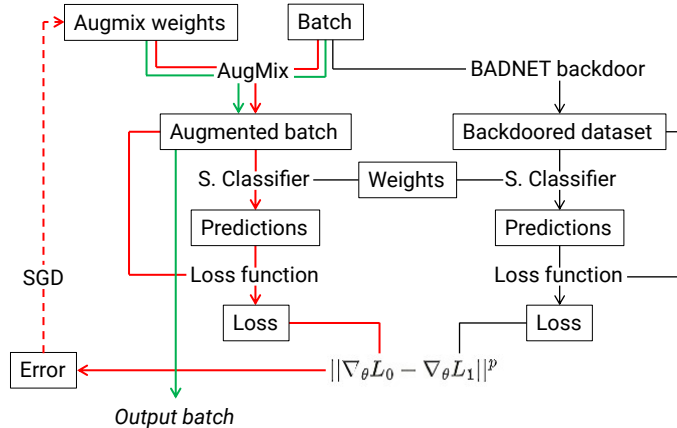 Augmix weights
Batch
AugMix
BADNET backdoor
Augmented batch
Backdoored dataset
S. Classifier
Weights
S. Classifier
Predictions
Predictions
SGD
Loss function
Loss function
Loss
Loss
Error
||∇θL0 − ∇θL1||^p
Output batch